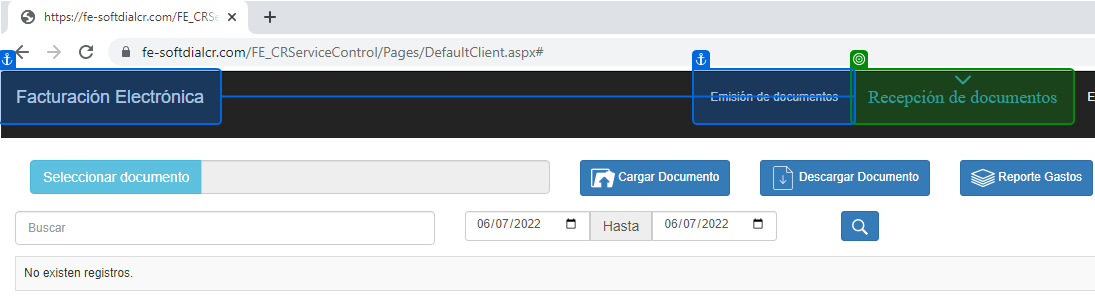 https://fe-softdialcr.com/FE_CRSe
fe-softdialcr.com/FE_CRServiceControl/Pages/DefaultClient.aspx#
Facturación Electrónica
Emisión de documentos
Recepción de documentos
E
Seleccionar documento
Cargar Documento
Descargar Documento
Reporte Gastos
Buscar
06/07/2022
Hasta
06/07/2022
No existen registros.